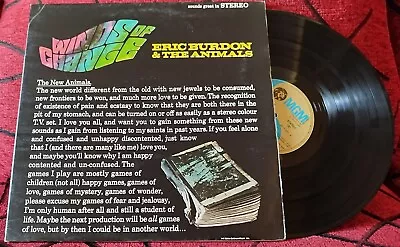 sounds great in STEREO
WINDS OF
CHANGE
ERIC BURDON
& THE ANIMALS
The New Animals.
The new world different from the old with new jewels to be consumed,
new frontiers to be won, and much more love to be given. The recognition
of existence of pain and ecstasy to know that they are both there in the
pit of my stomach, and can be turned on or off as easily as a stereo colour
T.V. set. I love you all, and want you to gain something from these new
sounds as I gain from listening to my saints in past years. If you feel alone
and confused and unhappy discontented, just know
that I (and there are many like me) love you,
and maybe you'll know why I am happy
contented and un-confused. The
games I play are mostly games of
children (not all) happy games, games of
love, games of mystery, games of wonder,
please excuse my games of fear and jealousy,
I'm only human after all and still a student of
life. Maybe the next production will be all games
of love, but by then I could be in another world...
MGM